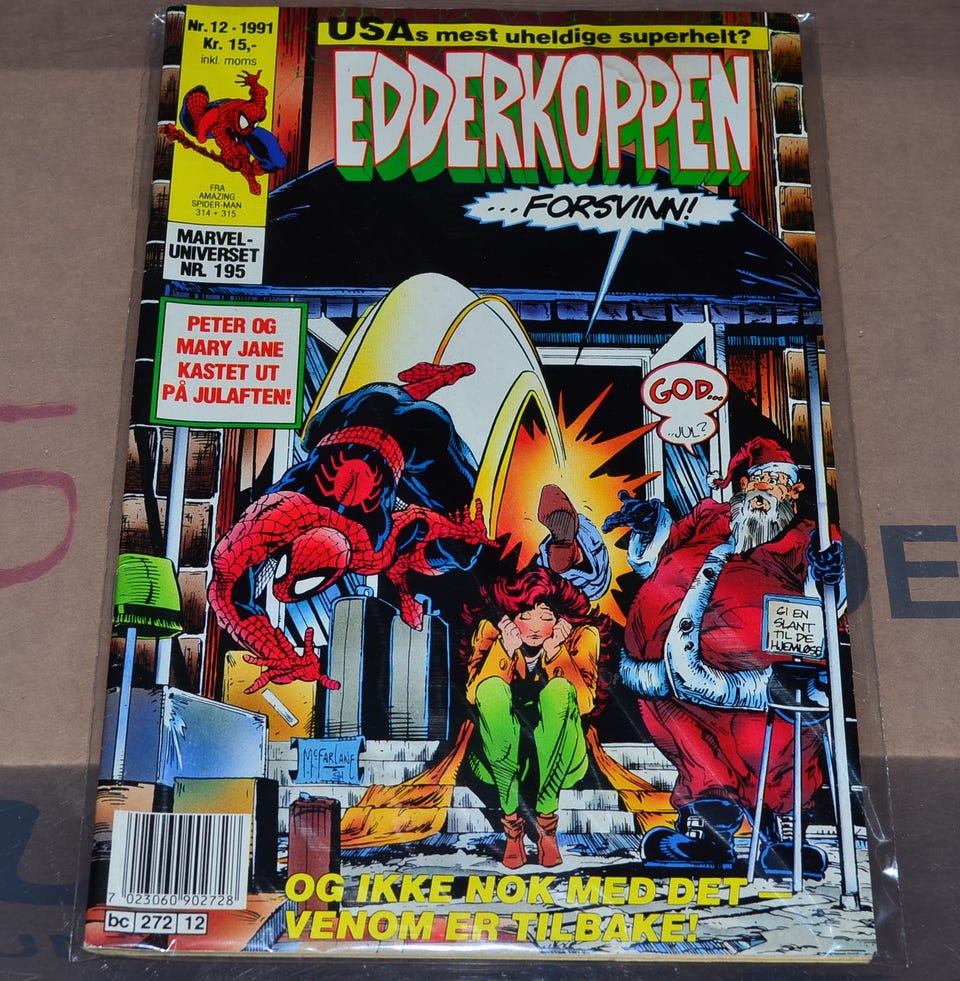 Nr. 12 - 1991
Kr. 15,-
inkl. moms
USAs mest uheldige superhelt?
EDDERKOPPEN
FRA
AMAZING
SPIDER-MAN
314 + 315
MARVEL-
UNIVERSET
NR. 195
...FORSVINN!
PETER OG
MARY JANE
KASTET UT
PÅ JULAFTEN!
GOD...
..JUL?
GI EN
SLANT
TIL DE
HJEMLØSE
McFARLANE
OG IKKE NOK MED DET –
VENOM ER TILBAKE!
7 023060 902728
bc 272 12
DE